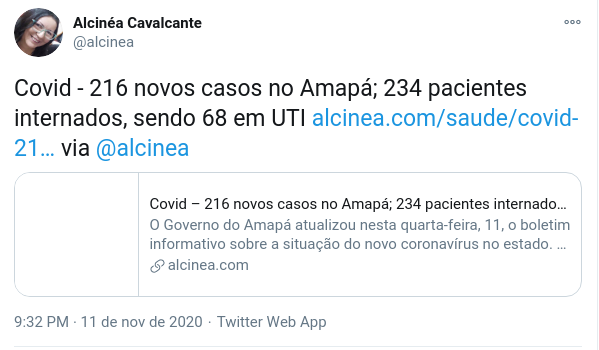 Alcinéa Cavalcante
@alcinea
Covid - 216 novos casos no Amapá; 234 pacientes
internados, sendo 68 em UTI alcinea.com/saude/covid-
21… via @alcinea
Covid – 216 novos casos no Amapá; 234 pacientes internado…
O Governo do Amapá atualizou nesta quarta-feira, 11, o boletim
informativo sobre a situação do novo coronavírus no estado. …
alcinea.com
9:32 PM · 11 de nov de 2020 · Twitter Web App